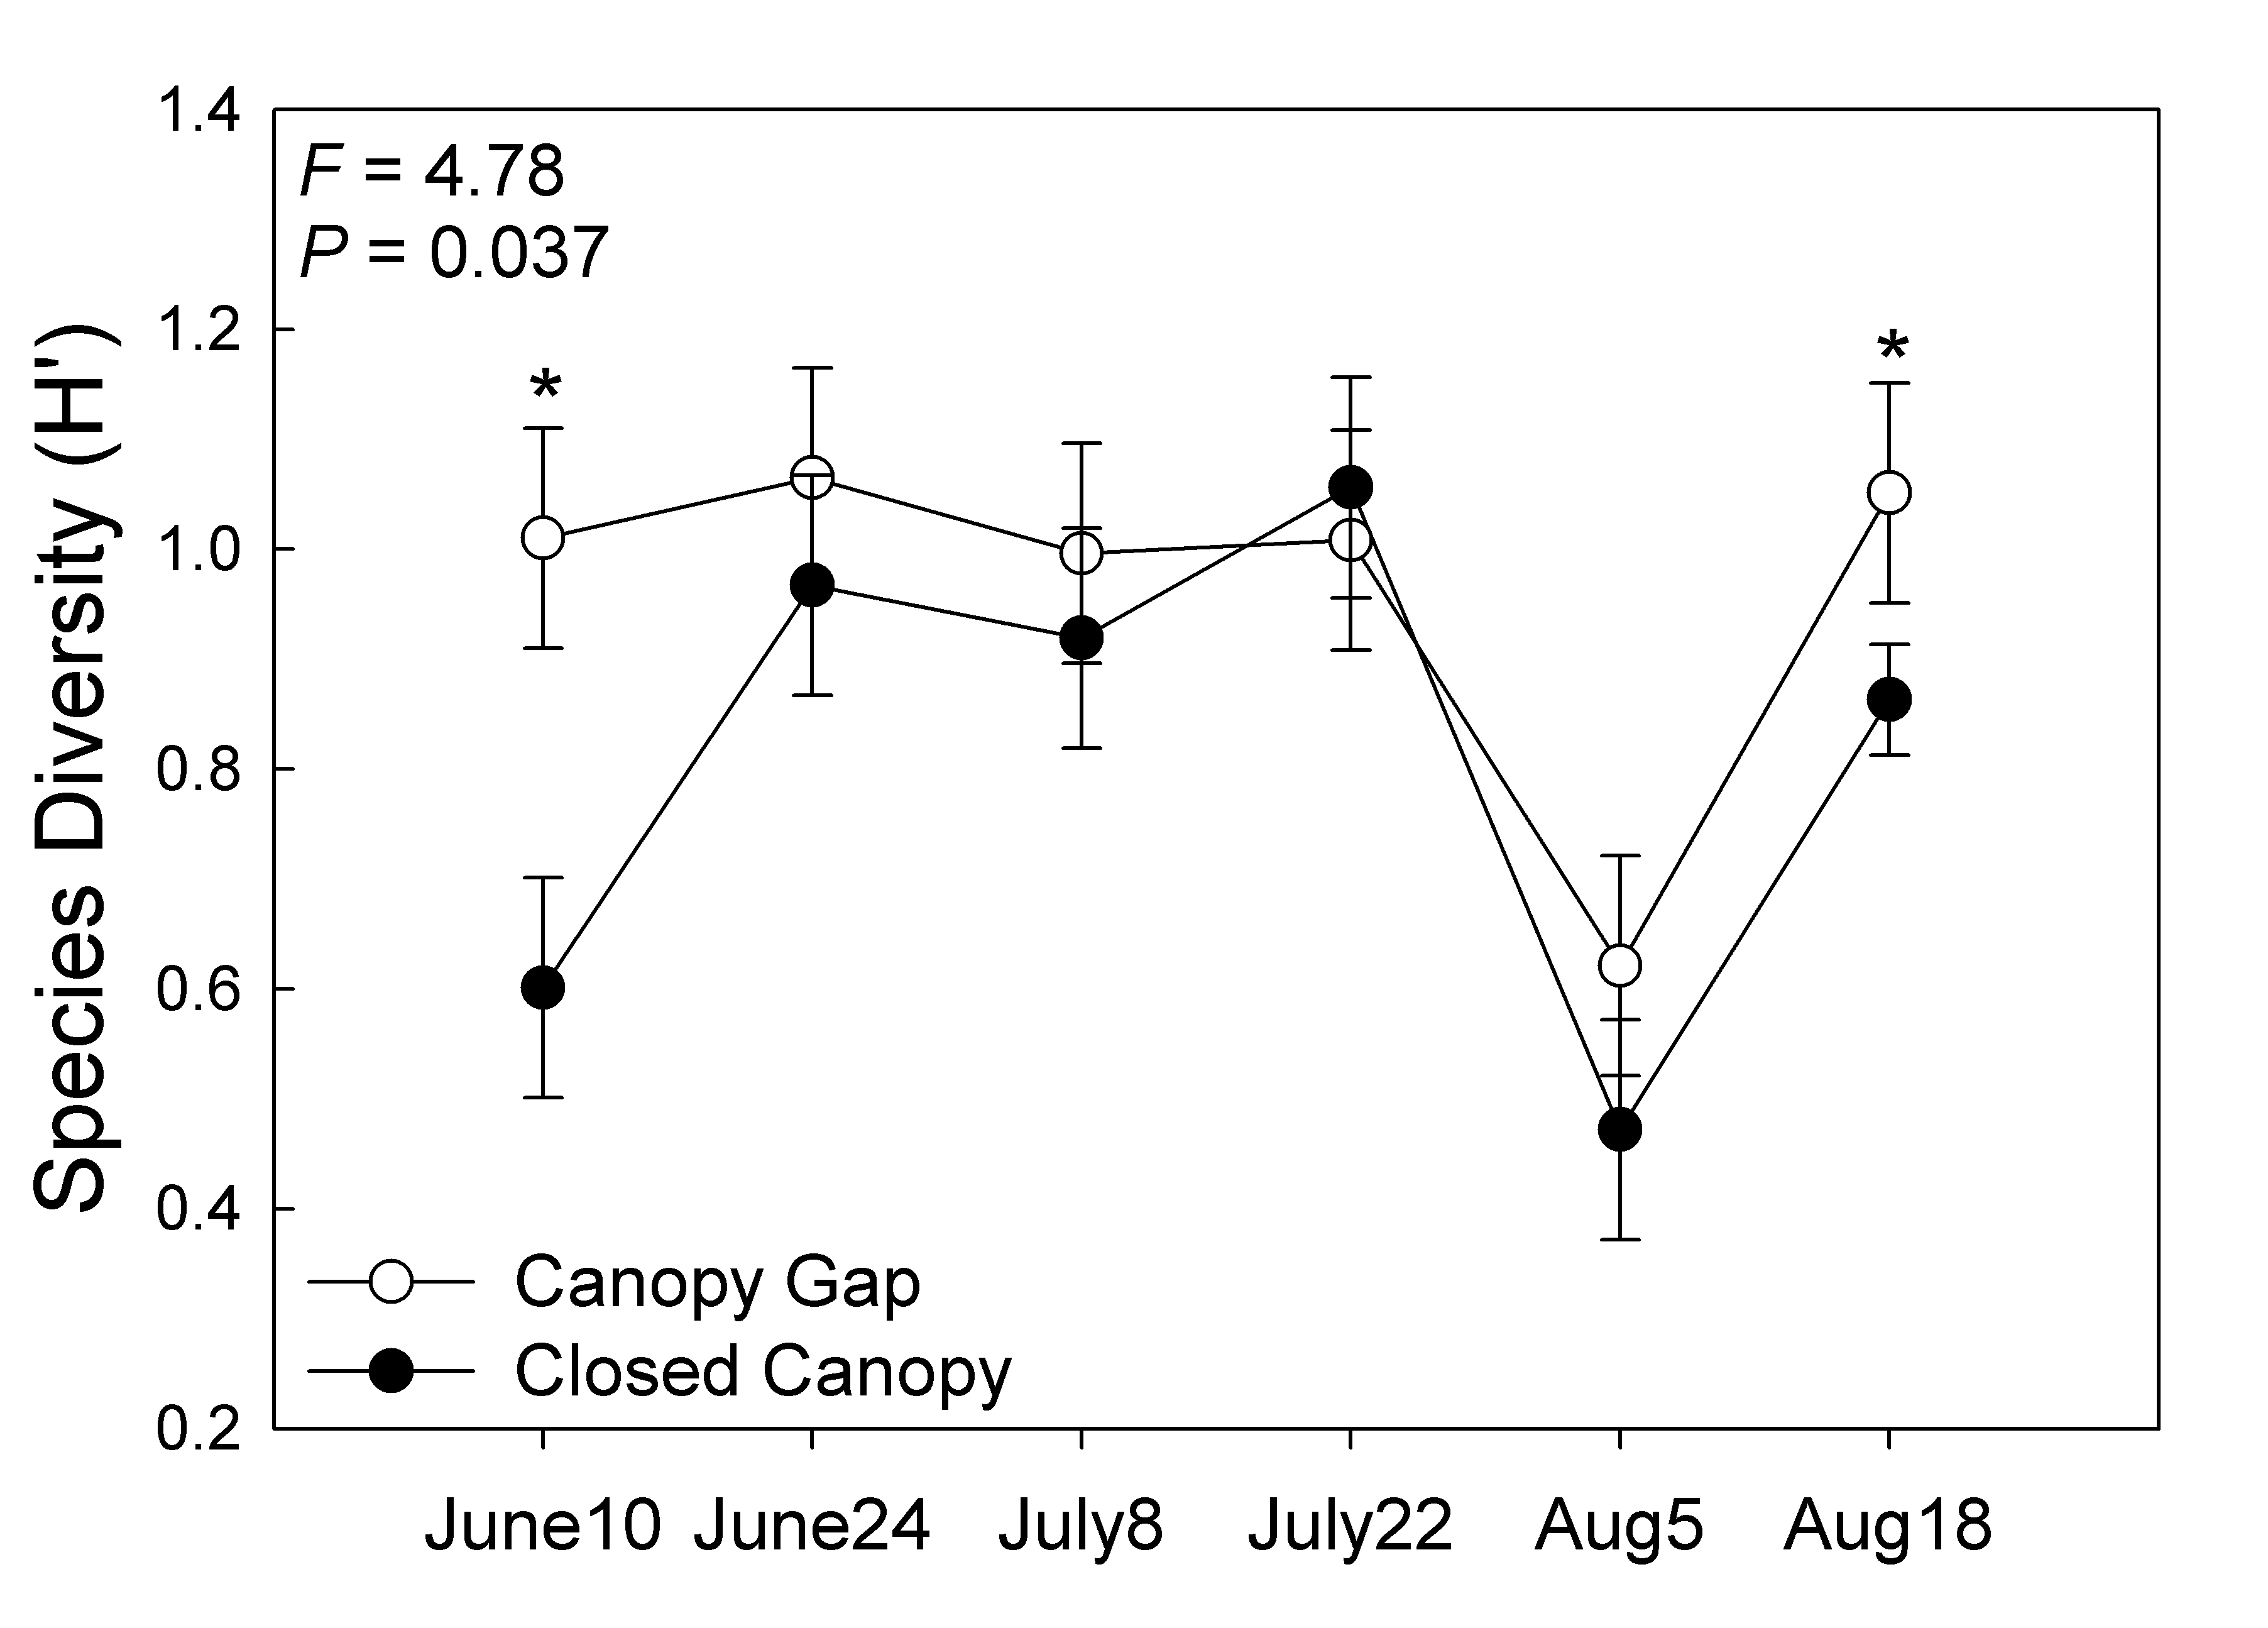 1.4
F = 4.78
P = 0.037
1.2
*
*
Species Diversity (H')
1.0
0.8
0.6
0.4
Canopy Gap
Closed Canopy
0.2
June10 June24 July8 July22 Aug5 Aug18